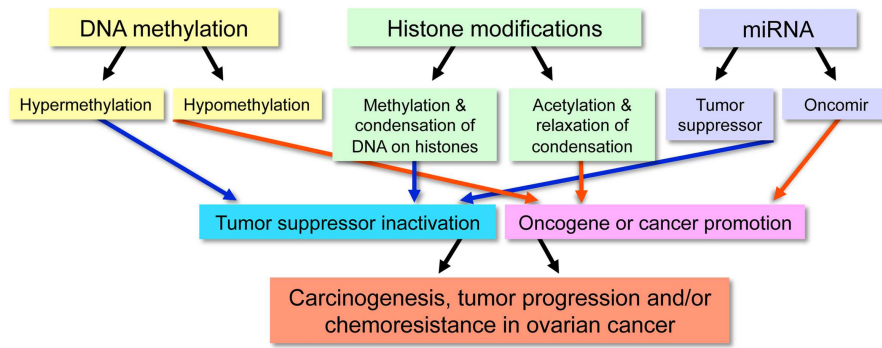 DNA methylation
Histone modifications
miRNA
Hypermethylation
Hypomethylation
Methylation &
condensation of
DNA on histones
Acetylation &
relaxation of
condensation
Tumor
suppressor
Oncomir
Tumor suppressor inactivation
Oncogene or cancer promotion
Carcinogenesis, tumor progression and/or
chemoresistance in ovarian cancer